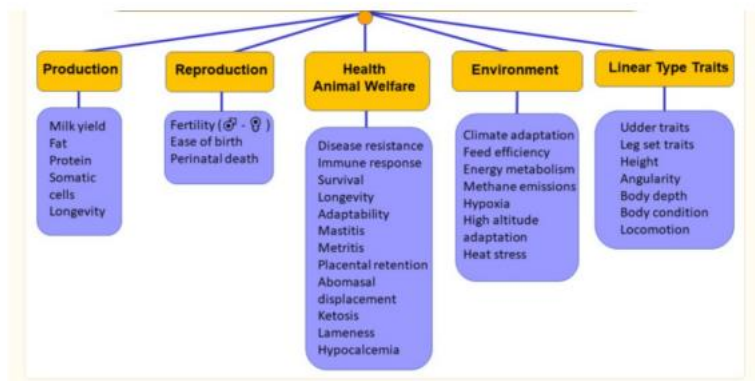 Production
Milk yield
Fat
Protein
Somatic
cells
Longevity
Reproduction
Fertility (♂ - ♀)
Ease of birth
Perinatal death
Health
Animal Welfare
Disease resistance
Immune response
Survival
Longevity
Adaptability
Mastitis
Metritis
Placental retention
Abomasal
displacement
Ketosis
Lameness
Hypocalcemia
Environment
Climate adaptation
Feed efficiency
Energy metabolism
Methane emissions
Hypoxia
High altitude
adaptation
Heat stress
Linear Type Traits
Udder traits
Leg set traits
Height
Angularity
Body depth
Body condition
Locomotion